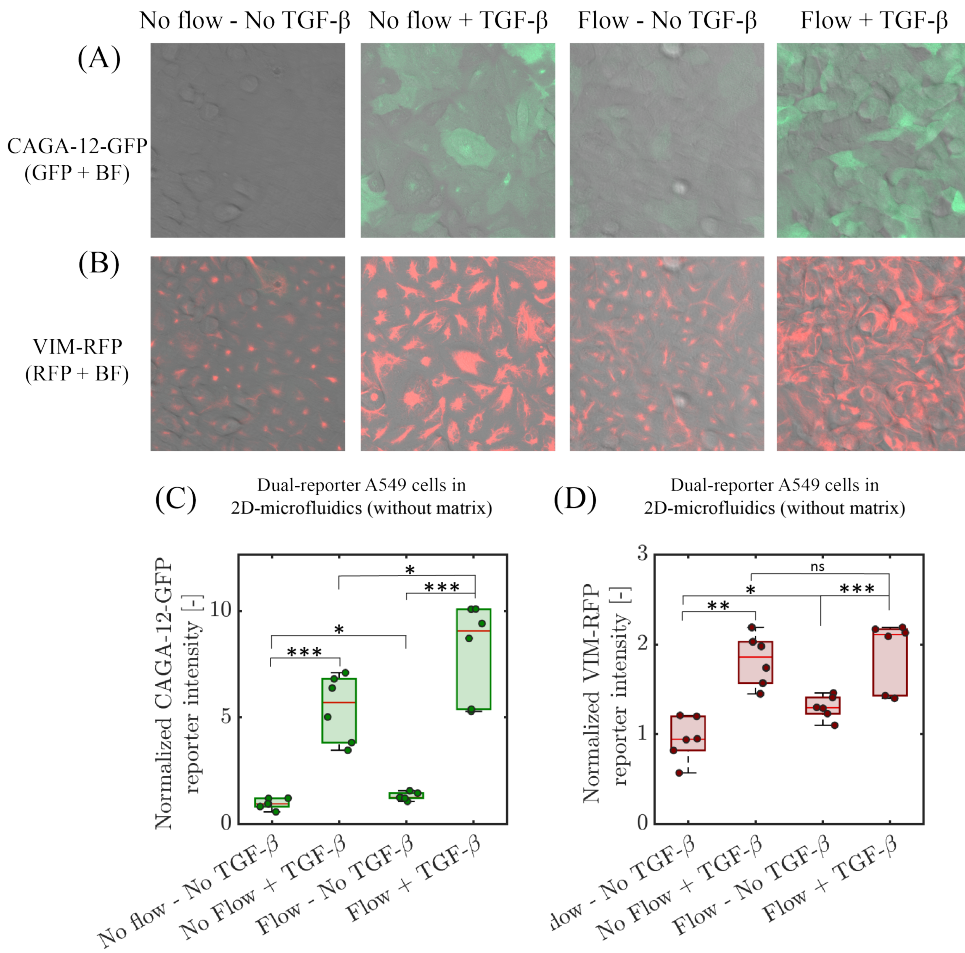 No flow - No TGF-β
No flow + TGF-β
Flow - No TGF-β
Flow + TGF-β
(A)
CAGA-12-GFP
(GFP + BF)
(B)
VIM-RFP
(RFP + BF)
(C)
Dual-reporter A549 cells in
2D-microfluidics (without matrix)
Normalized CAGA-12-GFP
reporter intensity [-]
10
5
0
*
***
*
***
No flow - No TGF-β
No Flow + TGF-β
Flow - No TGF-β
Flow + TGF-β
(D)
Dual-reporter A549 cells in
2D-microfluidics (without matrix)
Normalized VIM-RFP
reporter intensity [-]
3
2
1
0
ns
*
***
**
flow - No TGF-β
No Flow + TGF-β
Flow - No TGF-β
Flow + TGF-β